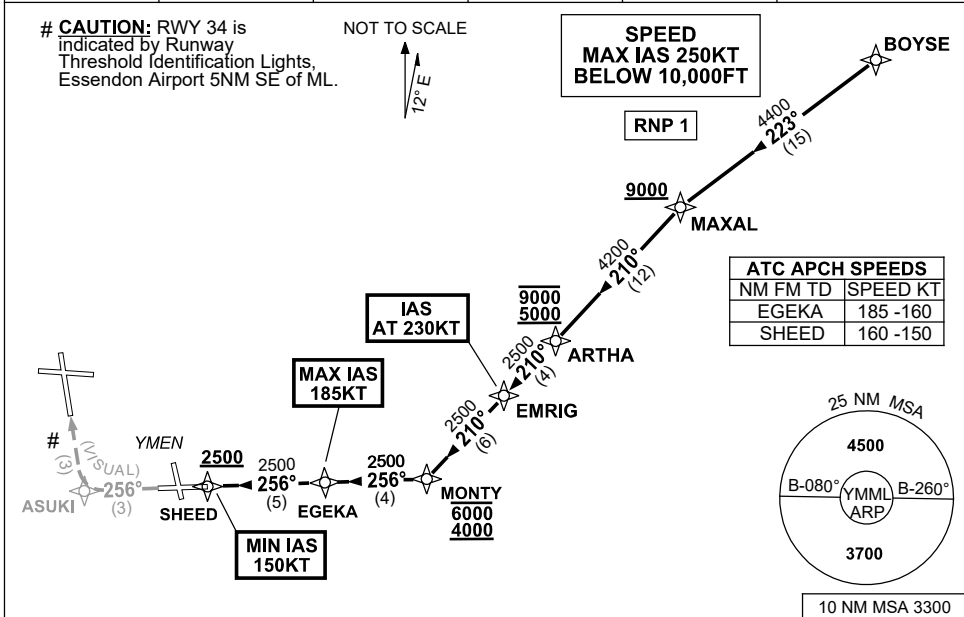 # CAUTION: RWY 34 is
indicated by Runway
Threshold Identification Lights,
Essendon Airport 5NM SE of ML.
NOT TO SCALE
12° E
SPEED
MAX IAS 250KT
BELOW 10,000FT
RNP 1
BOYSE
4400
223°
(15)
9000
MAXAL
4200
210°
(12)
ATC APCH SPEEDS
NM FM TD SPEED KT
EGEKA 185 -160
SHEED 160 -150
9000
5000
ARTHA
IAS
AT 230KT
2500
210°
(4)
EMRIG
MAX IAS
185KT
2500
210°
(6)
MONTY
6000
4000
2500
256°
(4)
EGEKA
2500
256°
(5)
2500
SHEED
MIN IAS
150KT
YMEN
256°
(3)
ASUKI
#
(VISUAL)
(3)
25 NM MSA
4500
B-080°
YMML
ARP
B-260°
3700
10 NM MSA 3300